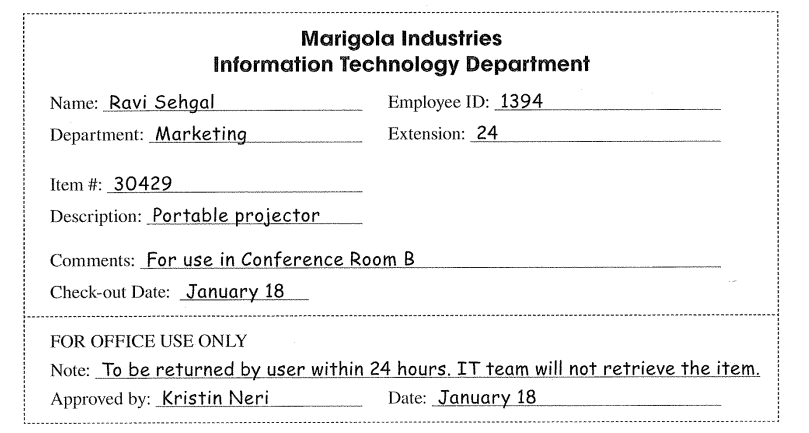 Marigola Industries
Information Technology Department
Name: Ravi Sehgal Employee ID: 1394
Department: Marketing Extension: 24
Item #: 30429
Description: Portable projector
Comments: For use in Conference Room B
Check-out Date: January 18
FOR OFFICE USE ONLY
Note: To be returned by user within 24 hours. IT team will not retrieve the item.
Approved by: Kristin Neri Date: January 18